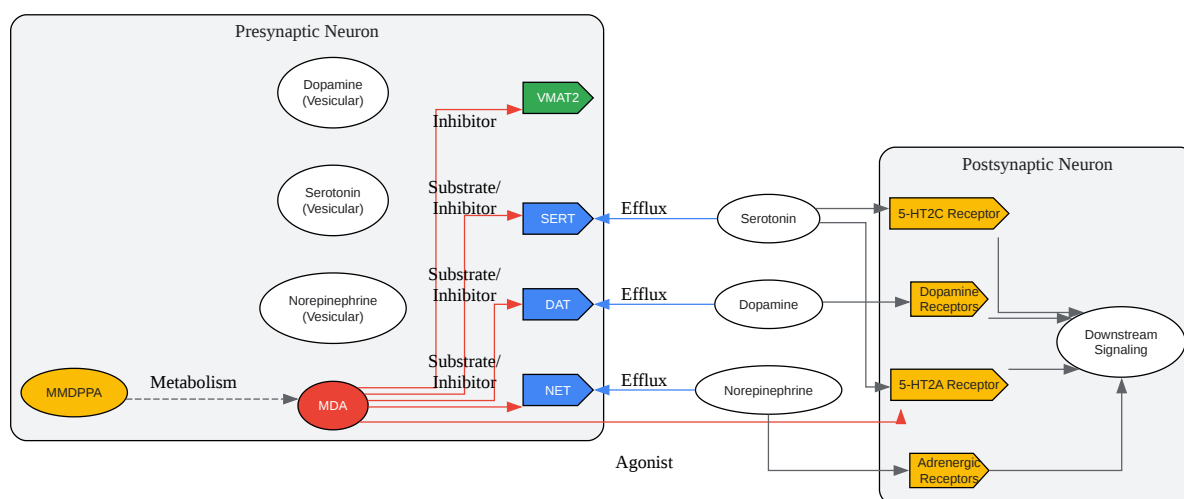 Presynaptic Neuron
Dopamine
(Vesicular)
VMAT2
Inhibitor
Postsynaptic Neuron
Serotonin
(Vesicular)
Substrate/
Inhibitor
SERT
Efflux
Serotonin
5-HT2C Receptor
Norepinephrine
(Vesicular)
Substrate/
Inhibitor
DAT
Efflux
Dopamine
Dopamine
Receptors
Downstream
Signaling
MMDPPA
Metabolism
MDA
Substrate/
Inhibitor
NET
Efflux
Norepinephrine
5-HT2A Receptor
Agonist
Adrenergic
Receptors